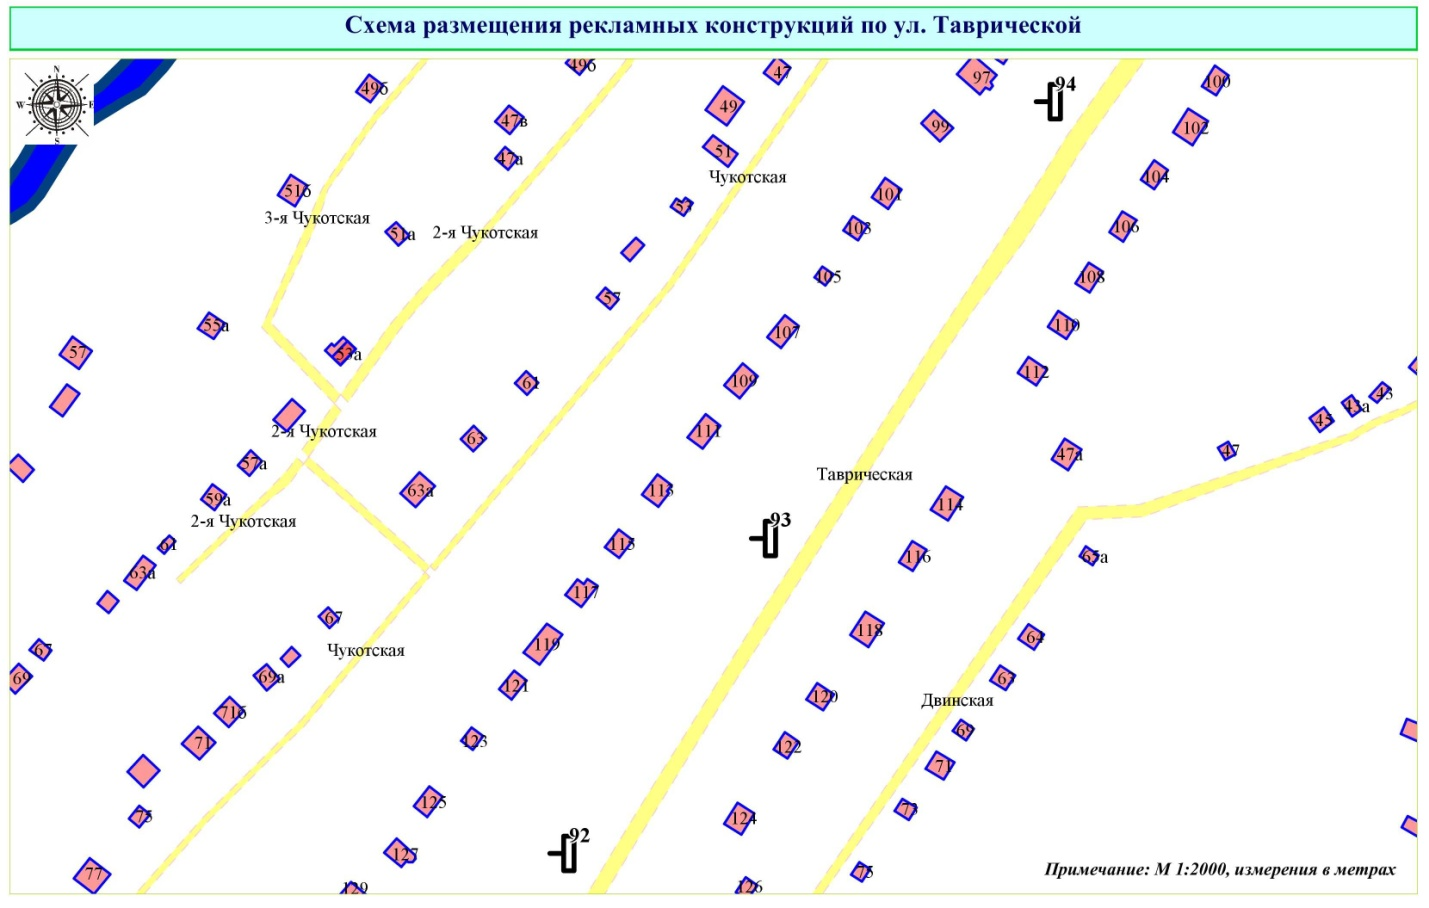 Схема размещения рекламных конструкций по ул. Таврической
N
W
E
S
49б
49б
47
97
94
100
47в
49
99
102
47а
51
Чукотская
104
51б
3-я Чукотская
53
101
51а
2-я Чукотская
103
106
105
108
57
55а
107
110
57
53а
112
61
109
43
43а
45
2-я Чукотская
63
111
47
57а
47а
Таврическая
59а
63а
113
114
2-я Чукотская
93
61
115
116
65а
63а
117
67
118
64
67
Чукотская
119
69
69а
121
63
120
Двинская
71б
71
123
122
69
71
75
125
124
73
92
77
127
Примечание: М 1:2000, измерения в метрах
75
129
126